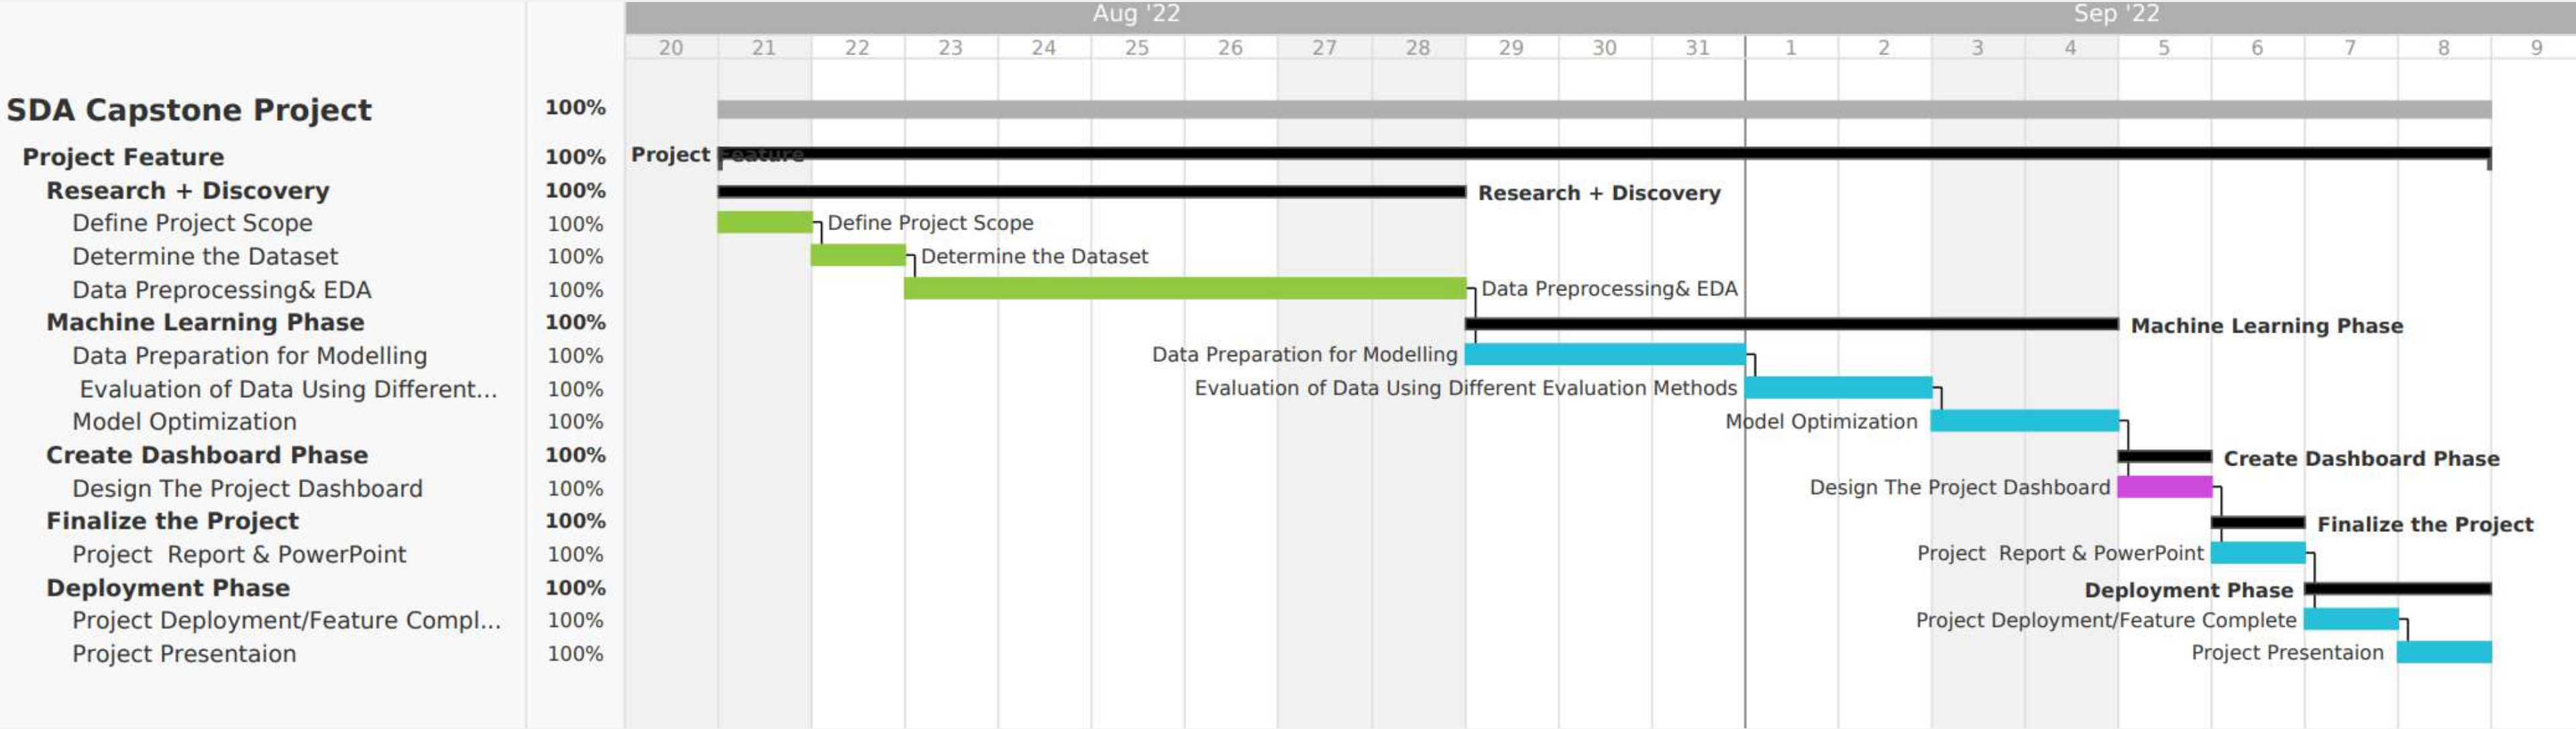 Aug '22 Sep '22
20 21 22 23 24 25 26 27 28 29 30 31 1 2 3 4 5 6 7 8 9
SDA Capstone Project 100%
Project Feature 100% Project Feature
Research + Discovery 100% Research + Discovery
Define Project Scope 100% Define Project Scope
Determine the Dataset 100% Determine the Dataset
Data Preprocessing& EDA 100% Data Preprocessing& EDA
Machine Learning Phase 100% Machine Learning Phase
Data Preparation for Modelling 100% Data Preparation for Modelling
Evaluation of Data Using Different... 100% Evaluation of Data Using Different Evaluation Methods
Model Optimization 100% Model Optimization
Create Dashboard Phase 100% Create Dashboard Phase
Design The Project Dashboard 100% Design The Project Dashboard
Finalize the Project 100% Finalize the Project
Project  Report & PowerPoint 100% Project  Report & PowerPoint
Deployment Phase 100% Deployment Phase
Project Deployment/Feature Compl... 100% Project Deployment/Feature Complete
Project Presentaion 100% Project Presentaion